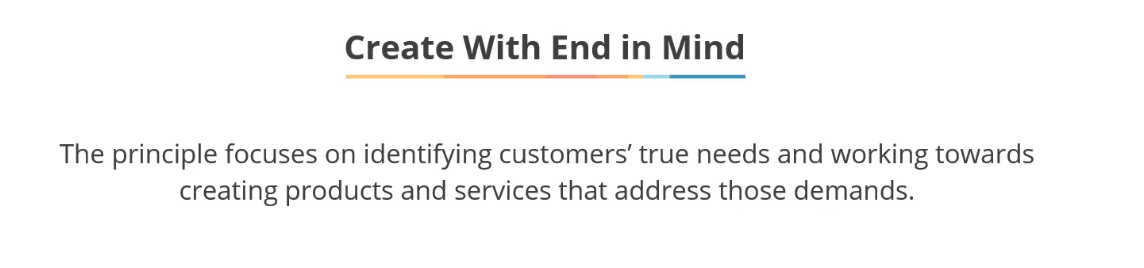 Create With End in Mind
The principle focuses on identifying customers’ true needs and working towards
creating products and services that address those demands.